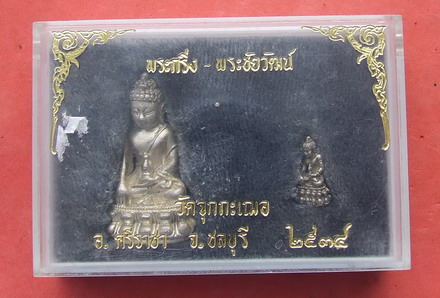 พระกริ่ง - พระชัยวัฒน์
วัดจุกกะเฌอ
อ. ศรีราชา จ. ชลบุรี ๒๕๓๔